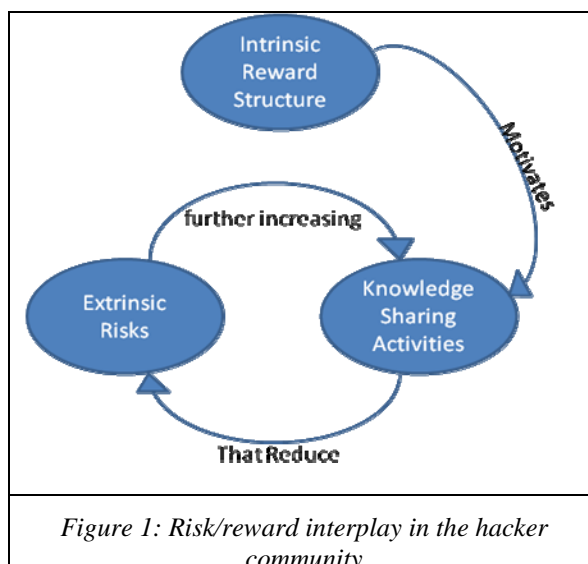 Intrinsic
Reward
Structure
Motivates
further increasing
Extrinsic
Risks
Knowledge
Sharing
Activities
That Reduce
Figure 1: Risk/reward interplay in the hacker
community